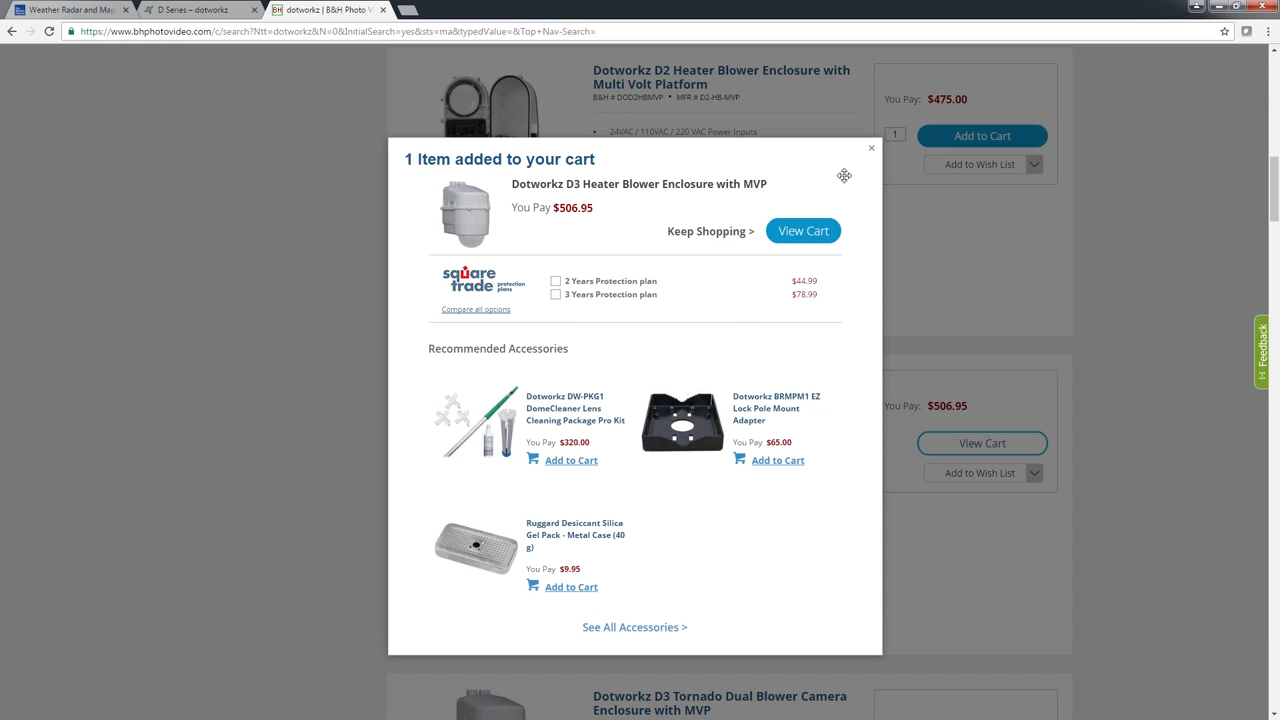 Weather Radar and Ma
D Series – dotworkz
dotworkz | B&H Photo V
https://www.bhphotovideo.com/c/search?Ntt=dotworkz&N=0&InitialSearch=yes&sts=ma&typedValue=&Top+Nav-Search=
Dotworkz D2 Heater Blower Enclosure with
Multi Volt Platform
B&H # DOD2HBMVP • MFR # D2-HB-MVP
24VAC / 110VAC / 220 VAC Power Inputs
You Pay: $475.00
1
Add to Cart
Add to Wish List
1 Item added to your cart
Dotworkz D3 Heater Blower Enclosure with MVP
You Pay $506.95
Keep Shopping >
View Cart
square
trade
protection
plans
Compare all options
2 Years Protection plan $44.99
3 Years Protection plan $78.99
Recommended Accessories
Dotworkz DW-PKG1
DomeCleaner Lens
Cleaning Package Pro Kit
You Pay $320.00
Add to Cart
Dotworkz BRMPM1 EZ
Lock Pole Mount
Adapter
You Pay $65.00
Add to Cart
Ruggard Desiccant Silica
Gel Pack - Metal Case (40
g)
You Pay $9.95
Add to Cart
See All Accessories >
You Pay: $506.95
View Cart
Add to Wish List
Feedback
Dotworkz D3 Tornado Dual Blower Camera
Enclosure with MVP